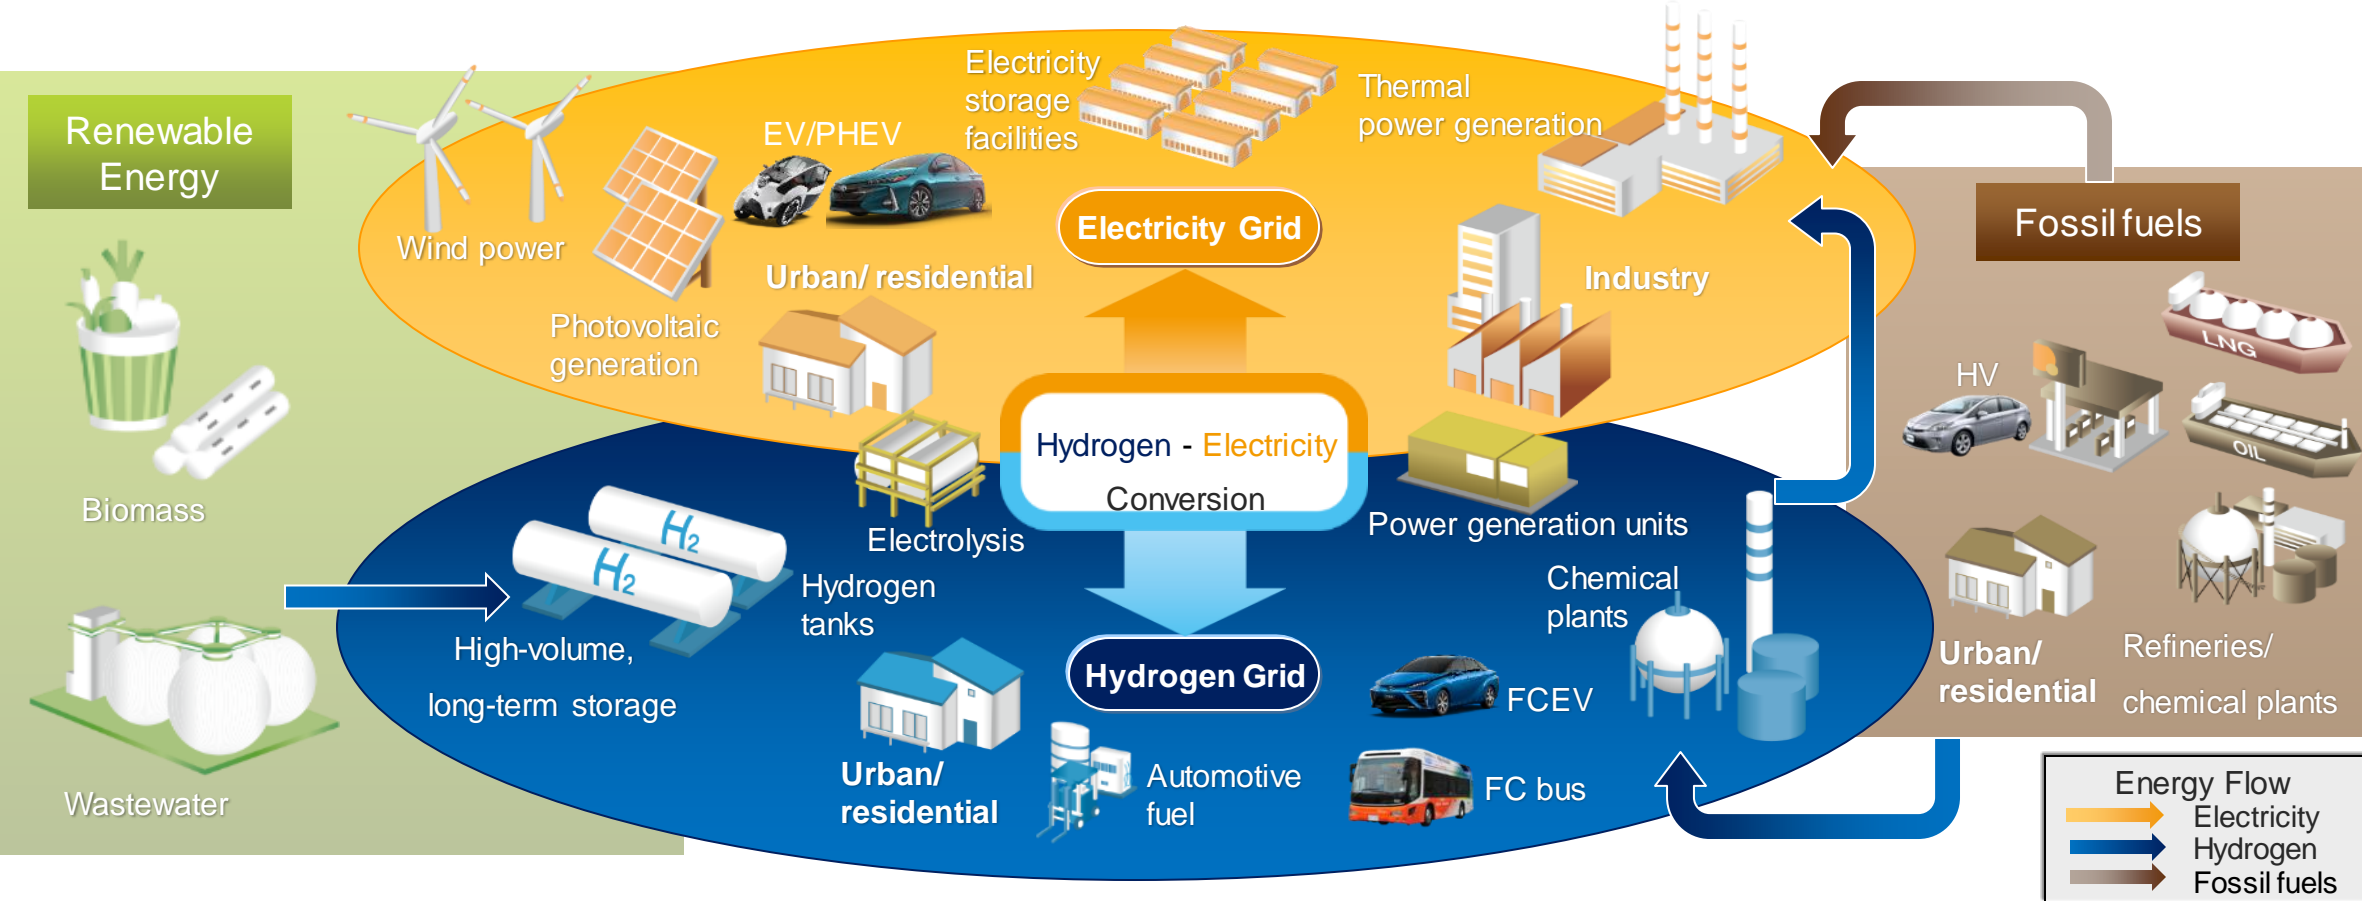 Renewable
Energy
Biomass
Wastewater
Wind power
Photovoltaic
generation
EV/PHEV
Urban/ residential
Electricity
storage
facilities
Electricity Grid
Thermal
power generation
Industry
Hydrogen - Electricity
Conversion
Electrolysis
Power generation units
H2
H2
Hydrogen
tanks
High-volume,
long-term storage
Hydrogen Grid
Urban/
residential
Automotive
fuel
FCEV
FC bus
Chemical
plants
Fossil fuels
LNG
HV
OIL
Urban/
residential
Refineries/
chemical plants
Energy Flow
Electricity
Hydrogen
Fossil fuels